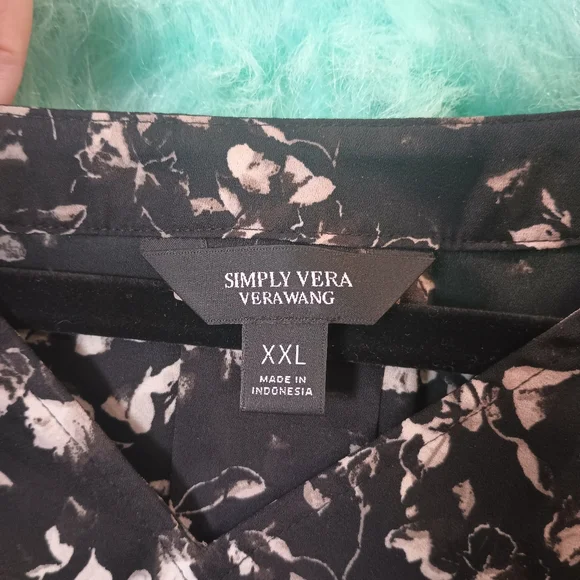 SIMPLY VERA
VERAWANG
XXL
MADE IN
INDONESIA